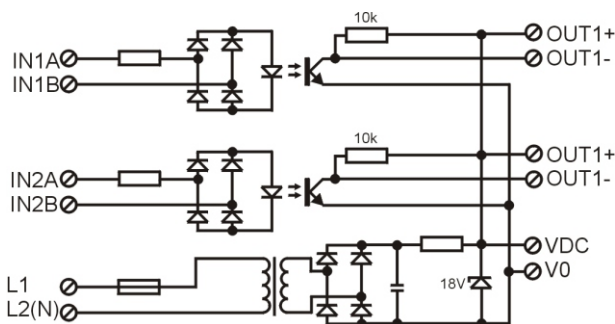 10k
OUT1+
IN1A
OUT1-
IN1B
10k
OUT1+
IN2A
OUT1-
IN2B
VDC
L1
18V
V0
L2(N)